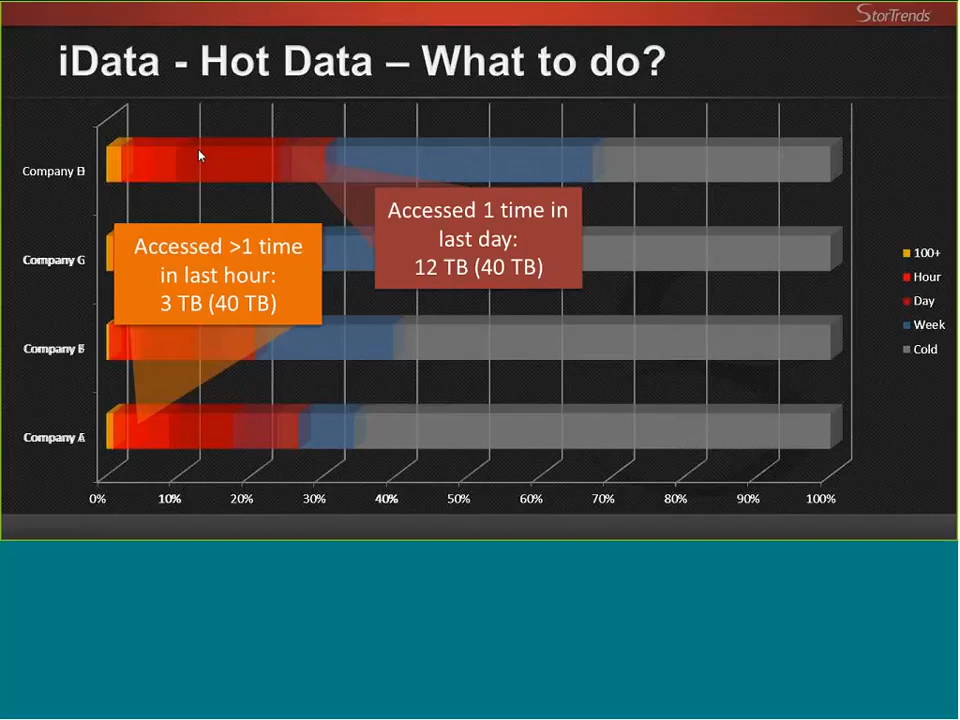 StorTrends
iData - Hot Data – What to do?
Company
Accessed 1 time in
last day:
12 TB (40 TB)
Accessed >1 time
in last hour:
3 TB (40 TB)
Company
Company
Company
100+
Hour
Day
Week
Cold
0% 10% 20% 30% 40% 50% 60% 70% 80% 90% 100%